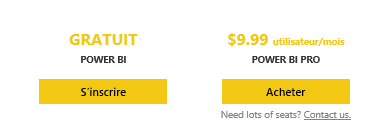 GRATUIT
POWER BI
S'inscrire
$9.99 utilisateur/mois
POWER BI PRO
Acheter
Need lots of seats? Contact us.